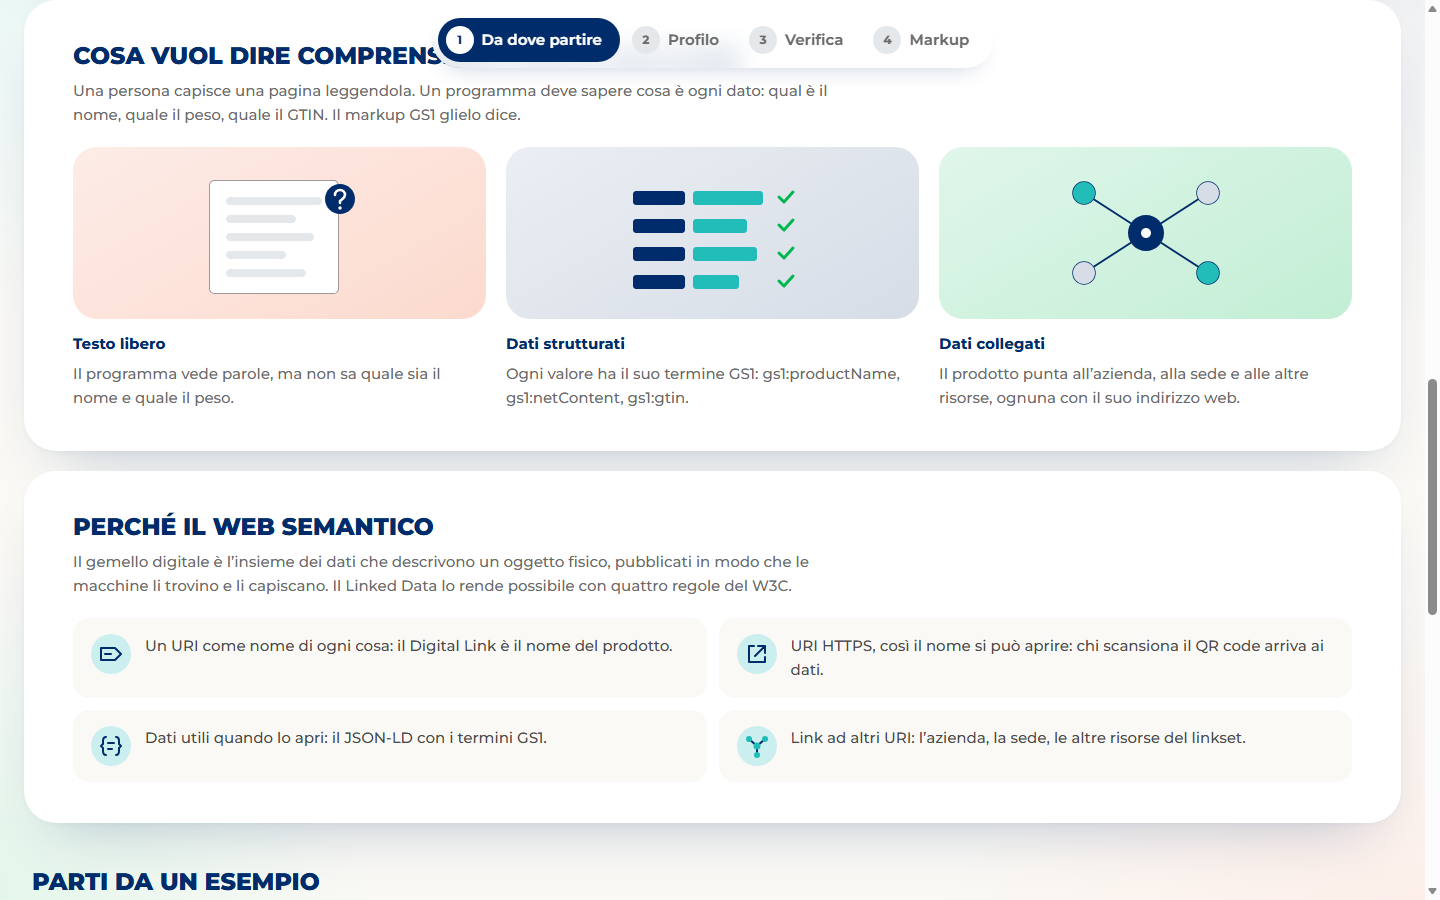 1 Da dove partire
2 Profilo
3 Verifica
4 Markup
COSA VUOL DIRE
Una persona capisce una pagina leggendola. Un programma deve sapere cosa è ogni dato: qual è il
nome, quale il peso, quale il GTIN. Il markup GS1 glielo dice.
?
Testo libero
Il programma vede parole, ma non sa quale sia il
nome e quale il peso.
Dati strutturati
Ogni valore ha il suo termine GS1: gs1:productName,
gs1:netContent, gs1:gtin.
Dati collegati
Il prodotto punta all’azienda, alla sede e alle altre
risorse, ognuna con il suo indirizzo web.
PERCHÉ IL WEB SEMANTICO
Il gemello digitale è l’insieme dei dati che descrivono un oggetto fisico, pubblicati in modo che le
macchine li trovino e li capiscano. Il Linked Data lo rende possibile con quattro regole del W3C.
Un URI come nome di ogni cosa: il Digital Link è il nome del prodotto.
URI HTTPS, così il nome si può aprire: chi scansiona il QR code arriva ai
dati.
Dati utili quando lo apri: il JSON-LD con i termini GS1.
Link ad altri URI: l’azienda, la sede, le altre risorse del linkset.
PARTI DA UN ESEMPIO